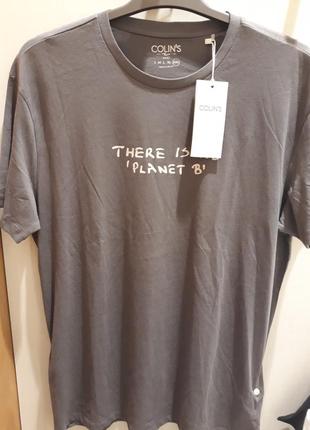 COLIN'S
COLIN'S
THERE IS
'PLANET B'